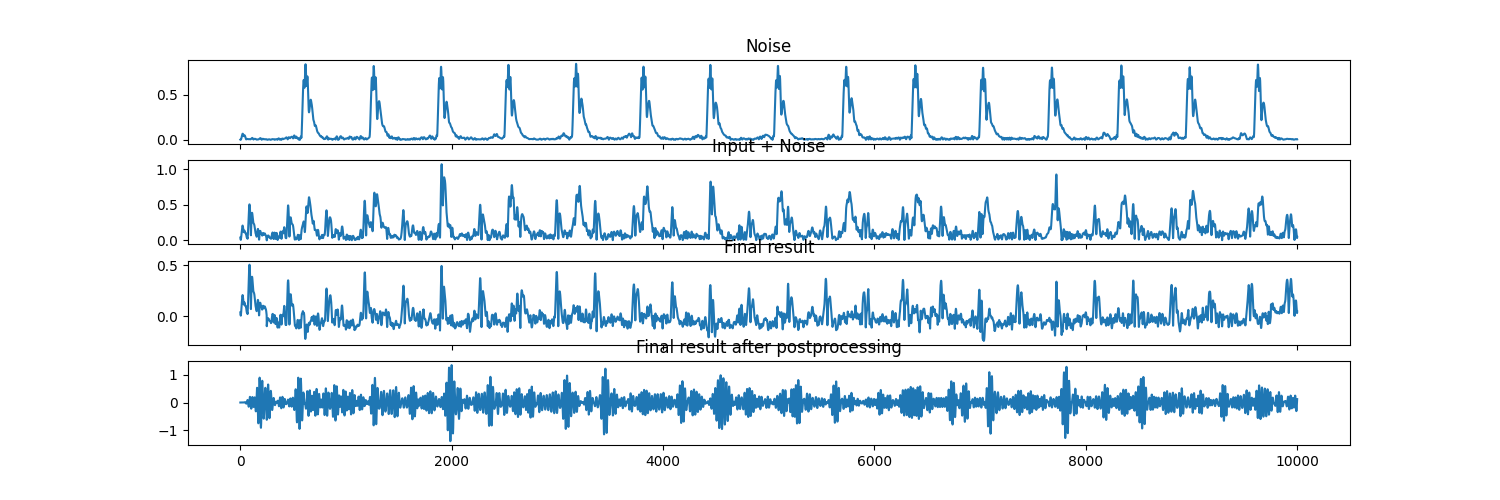 Noise
0.5
0.0
Input + Noise
1.0
0.5
0.0
Final result
0.5
0.0
Final result after postprocessing
1
0
−1
0 2000 4000 6000 8000 10000